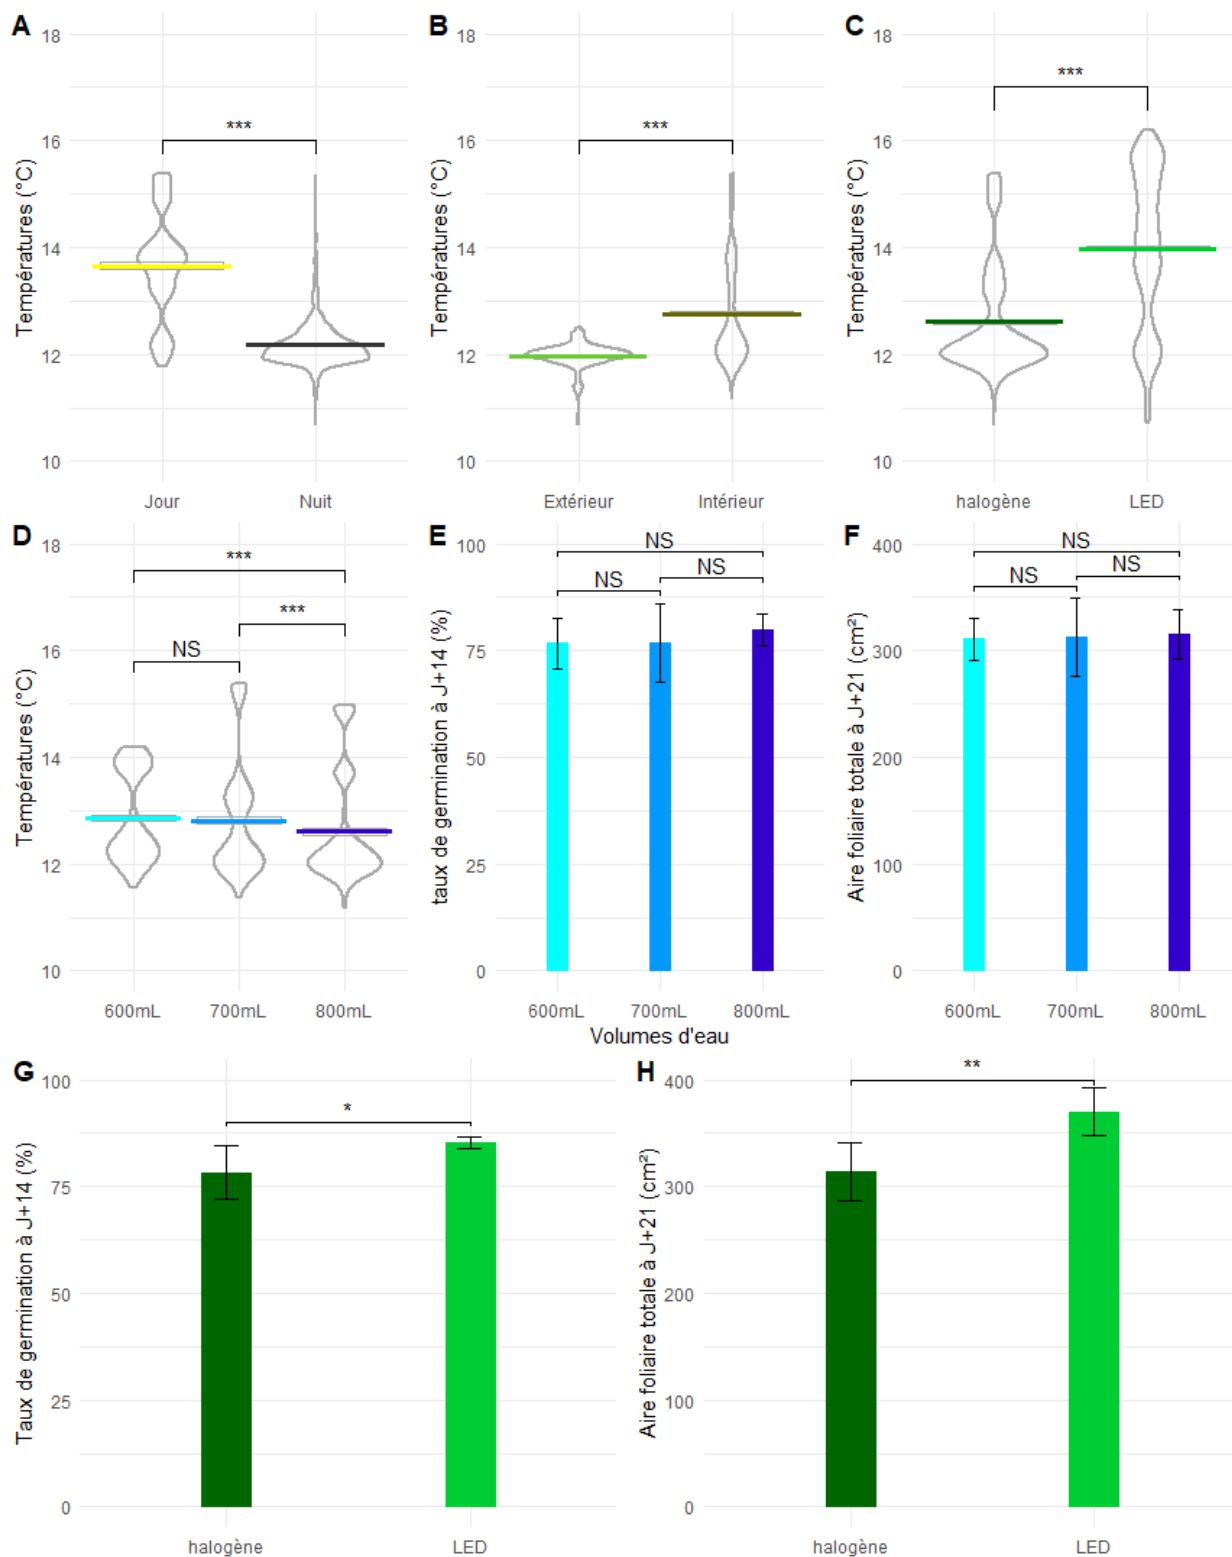 A
B
C
18
16
14
12
10
Températures (°C)
***
Jour
Nuit
18
16
14
12
10
Températures (°C)
***
Extérieur
Intérieur
18
16
14
12
10
Températures (°C)
***
halogène
LED
D
E
F
18
16
14
12
10
Températures (°C)
***
***
NS
600mL
700mL
800mL
100
75
50
25
0
taux de germination à J+14 (%)
NS
NS
NS
600mL
700mL
800mL
Volumes d'eau
400
300
200
100
0
Aire foliaire totale à J+21 (cm²)
NS
NS
NS
600mL
700mL
800mL
G
H
100
75
50
25
0
Taux de germination à J+14 (%)
*
halogène
LED
400
300
200
100
0
Aire foliaire totale à J+21 (cm²)
**
halogène
LED